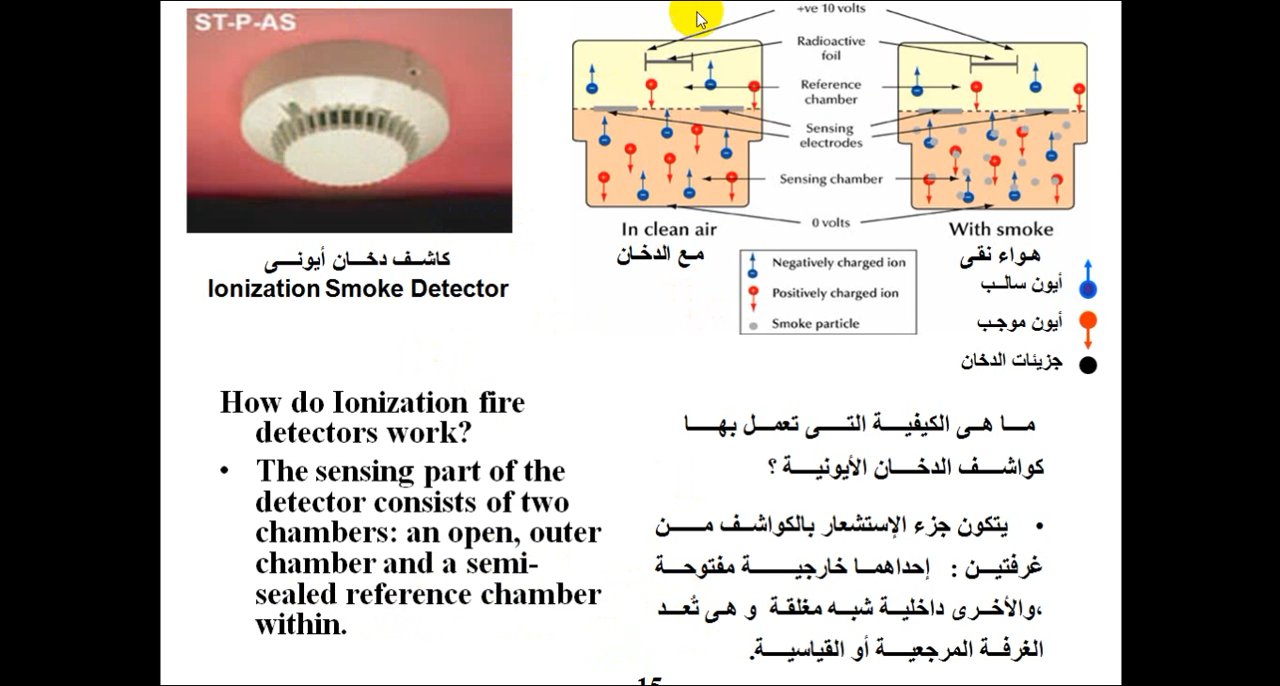 ST-P-AS
كاشف دخان أيونى
Ionization Smoke Detector
+ve 10 volts
Radioactive
foil
Reference
chamber
Sensing
electrodes
Sensing chamber
0 volts
In clean air
With smoke
مع الدخان
هواء نقى
Negatively charged ion
Positively charged ion
Smoke particle
أيون سالب
أيون موجب
جزيئات الدخان
How do Ionization fire
detectors work?
• The sensing part of the
detector consists of two
chambers: an open, outer
chamber and a semi-
sealed reference chamber
within.
ما هى الكيفية التى تعمل بها
كواشف الدخان الأيونية ؟
• يتكون جزء الإستشعار بالكواشف من
غرفتين : إحداهما خارجية مفتوحة
،والأخرى داخلية شبه مغلقة و هى تُعد
الغرفة المرجعية أو القياسية.
15